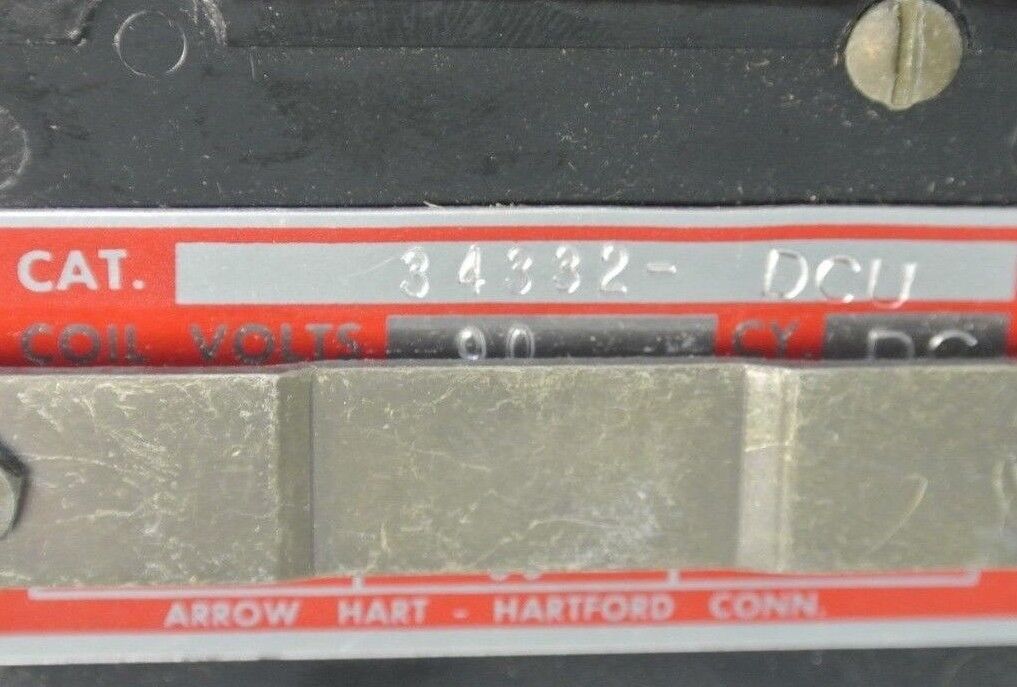 CAT. 34332- DCU
COIL VOLTS 90 CY. DC
ARROW HART - HARTFORD CONN.